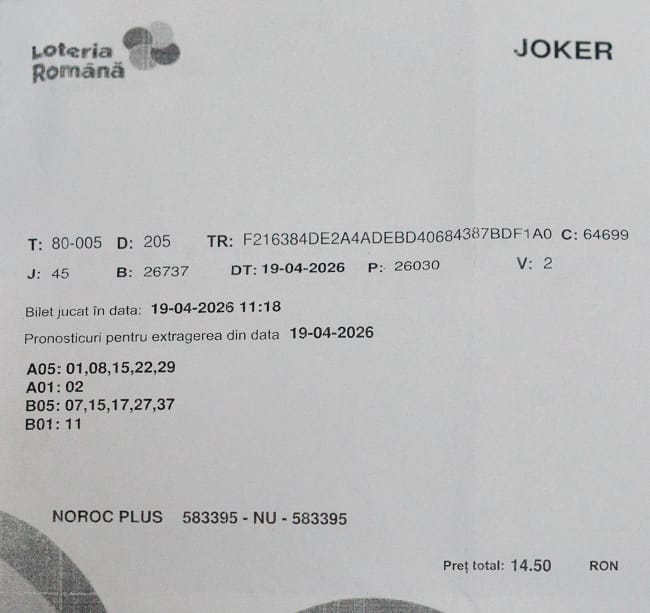 Loteria
Română
JOKER
T: 80-005 D: 205 TR: F216384DE2A4ADEBD40684387BDF1A0 C: 64699
J: 45 B: 26737 DT: 19-04-2026 P: 26030 V: 2
Bilet jucat în data: 19-04-2026 11:18
Pronosticuri pentru extragerea din data 19-04-2026
A05: 01,08,15,22,29
A01: 02
B05: 07,15,17,27,37
B01: 11
NOROC PLUS 583395 - NU - 583395
Preț total: 14.50 RON